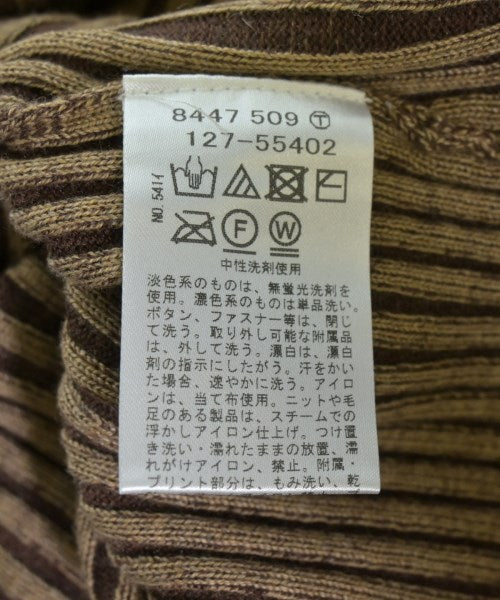 8447 509 Ⓣ
127-55402
NO. 541イ
F W
中性洗剤使用
淡色系のものは、無蛍光洗剤を
使用。濃色系のものは単品洗い。
ボタン、ファスナー等は、閉じ
て洗う。取り外し可能な附属品
は、外して洗う。漂白は、漂白
剤の指示にしたがう。汗をかい
た場合、速やかに洗う。アイロ
ンは、当て布使用。ニットや毛
足のある製品は、スチームでの
浮かしアイロン仕上げ。つけ置
き洗い・濡れたままの放置、濡
れがけアイロン、禁止。附属・
プリント部分は、もみ洗い、乾